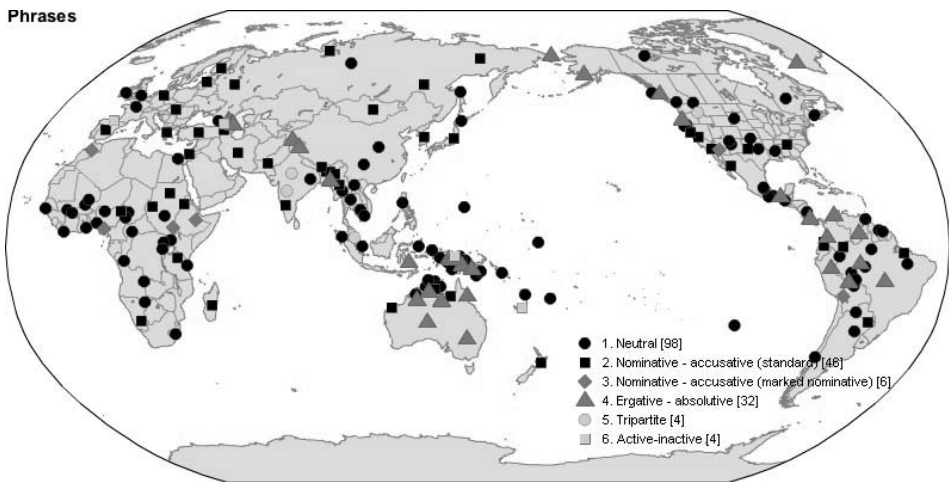 Phrases
1. Neutral [98]
2. Nominative - accusative (standard) [46]
3. Nominative - accusative (marked nominative) [6]
4. Ergative - absolutive [32]
5. Tripartite [4]
6. Active-inactive [4]